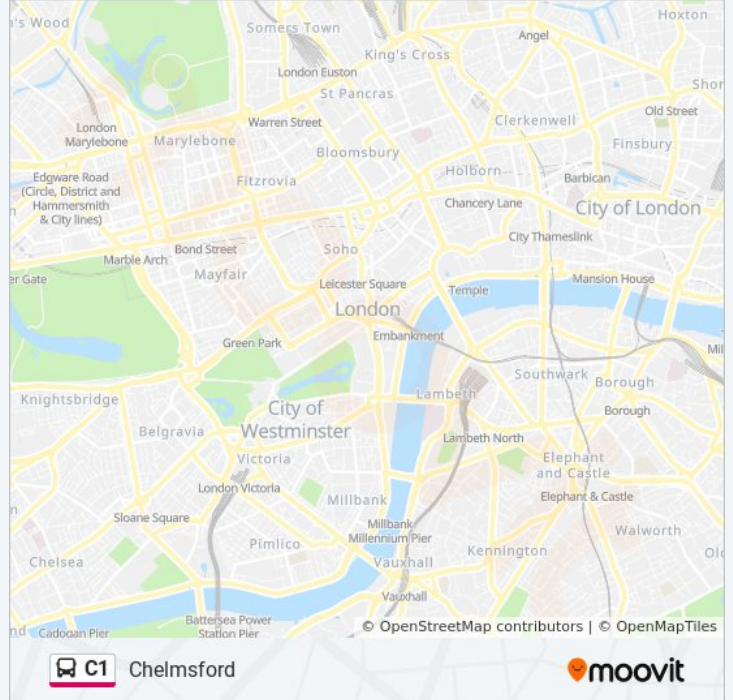 's Wood
Somers Town
Hoxton
Angel
King's Cross
London Euston
St Pancras
Shor
Old Street
Warren Street
Clerkenwell
London
Marylebone
Marylebone
Bloomsbury
Finsbury
Holborn
Barbican
Edgware Road
(Circle, District and
Hammersmith
& City lines)
Fitzrovia
Chancery Lane
City of London
City Thameslink
Bond Street
Soho
Marble Arch
Mayfair
er Gate
Leicester Square
Temple
Mansion House
London
Green Park
Embankment
Mil
Southwark
Borough
Knightsbridge
Lambeth
City of
Westminster
Borough
Belgravia
Lambeth North
Victoria
Elephant
and Castle
London Victoria
Elephant & Castle
Millbank
n
Sloane Square
Millbank
Millennium Pier
Walworth
Pimlico
Kennington
Olc
Chelsea
Vauxhall
Vauxhall
Battersea Power
Station Pier
nd
Cadogan Pier
© OpenStreetMap contributors | © OpenMapTiles
C1 Chelmsford
moovit